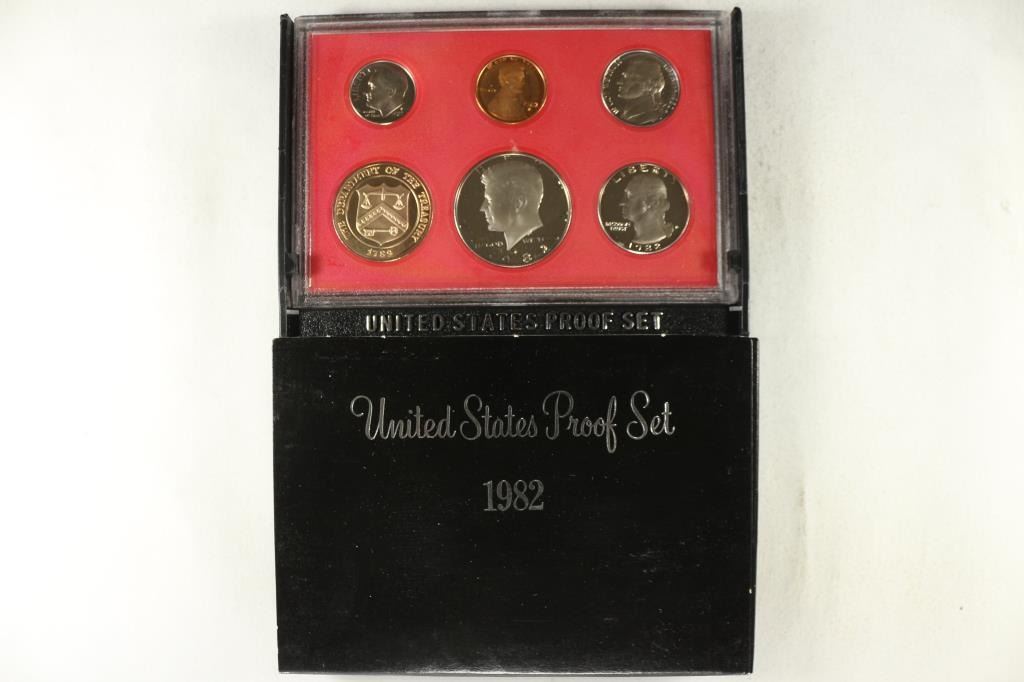 THE DEPARTMENT OF THE TREASURY
1789
LIBERTY
1982
UNITED STATES PROOF SET
United States Proof Set
1982